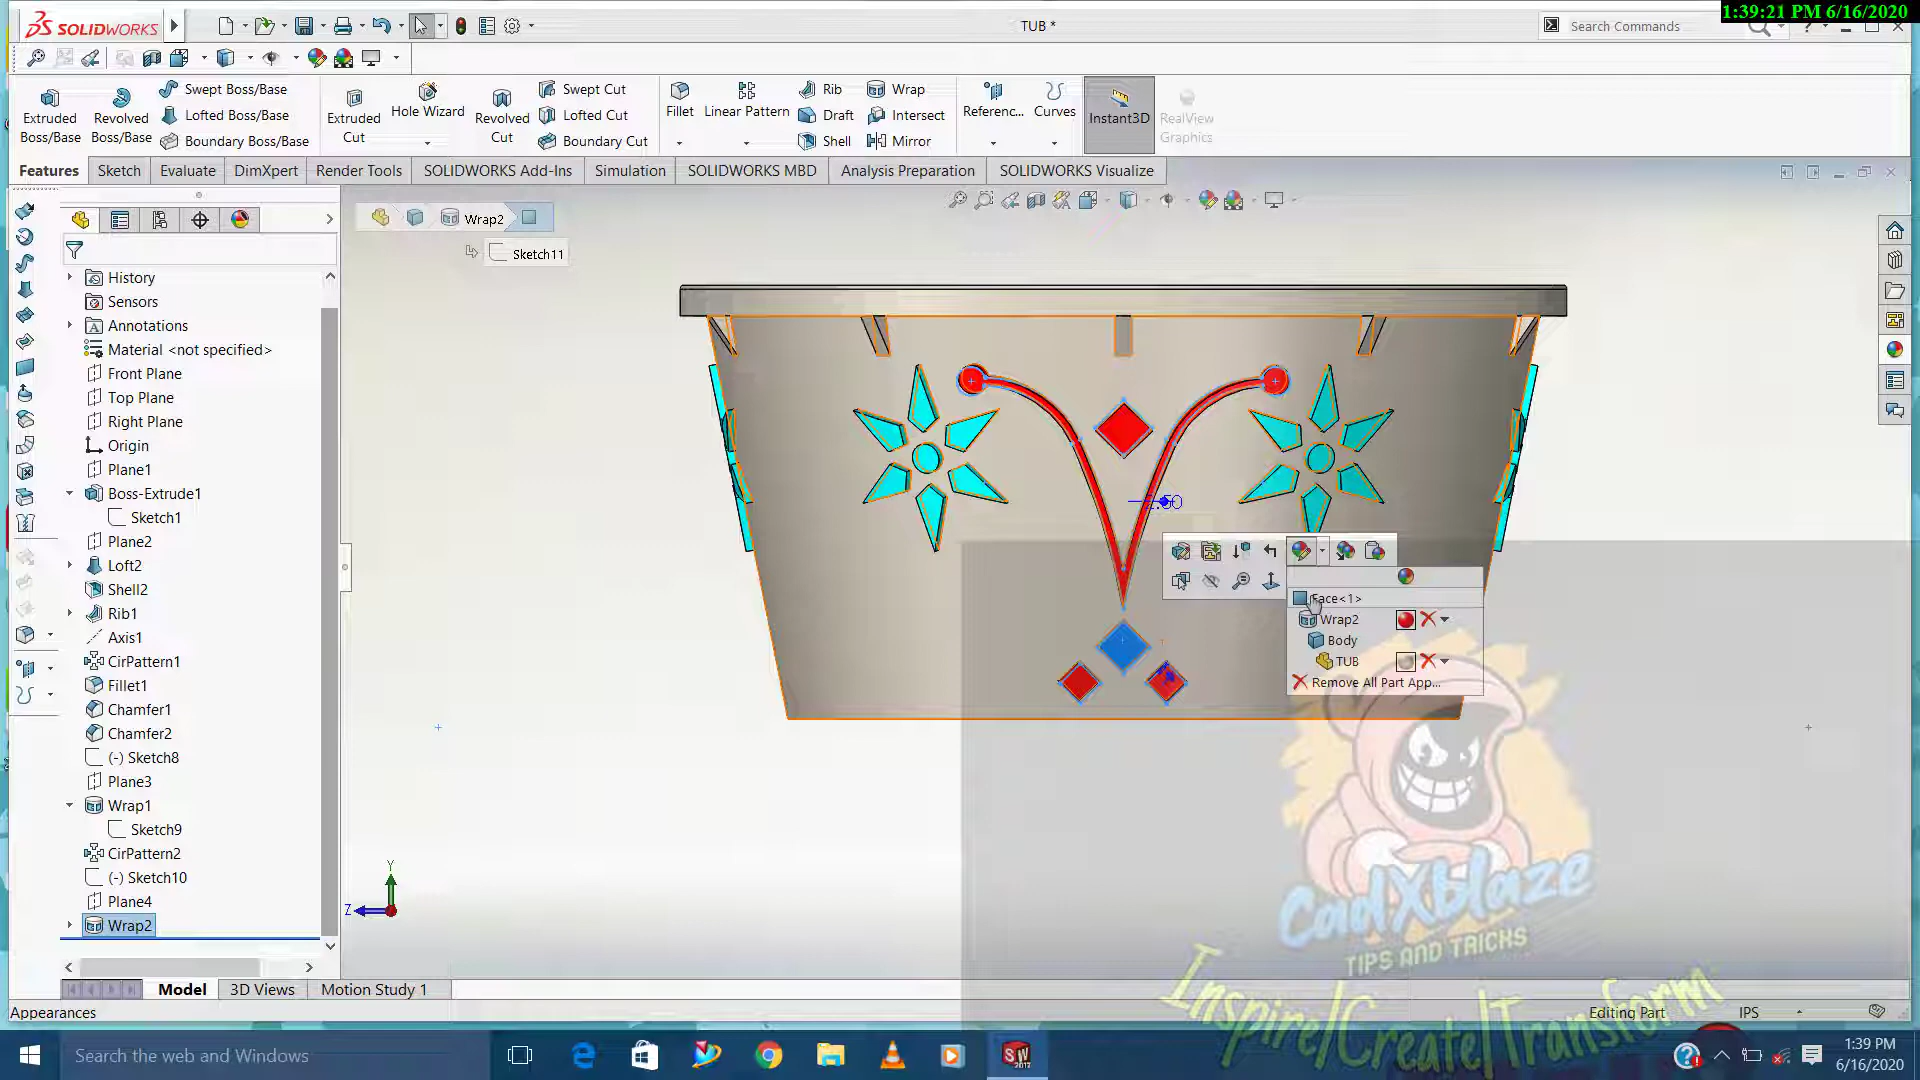 1:39:21 PM 6/16/2020
SOLIDWORKS
TUB *
Search Commands
Extruded Boss/Base
Revolved Boss/Base
Swept Boss/Base
Lofted Boss/Base
Boundary Boss/Base
Extruded Cut
Hole Wizard
Revolved Cut
Swept Cut
Lofted Cut
Boundary Cut
Fillet
Linear Pattern
Rib
Draft
Shell
Wrap
Intersect
Mirror
Referenc...
Curves
Instant3D
RealView Graphics
Features
Sketch
Evaluate
DimXpert
Render Tools
SOLIDWORKS Add-Ins
Simulation
SOLIDWORKS MBD
Analysis Preparation
SOLIDWORKS Visualize
Wrap2
Sketch11
History
Sensors
Annotations
Material <not specified>
Front Plane
Top Plane
Right Plane
Origin
Plane1
Boss-Extrude1
Sketch1
Plane2
Loft2
Shell2
Rib1
Axis1
CirPattern1
Fillet1
Chamfer1
Chamfer2
(-) Sketch8
Plane3
Wrap1
Sketch9
CirPattern2
(-) Sketch10
Plane4
Wrap2
Face<1>
Wrap2
Body
TUB
Remove All Part App...
Y
Z
CadXblaze
TIPS AND TRICKS
Inspire/Create/Transform
Model
3D Views
Motion Study 1
Appearances
Editing Part
IPS
Search the web and Windows
SW
2017
1:39 PM
6/16/2020